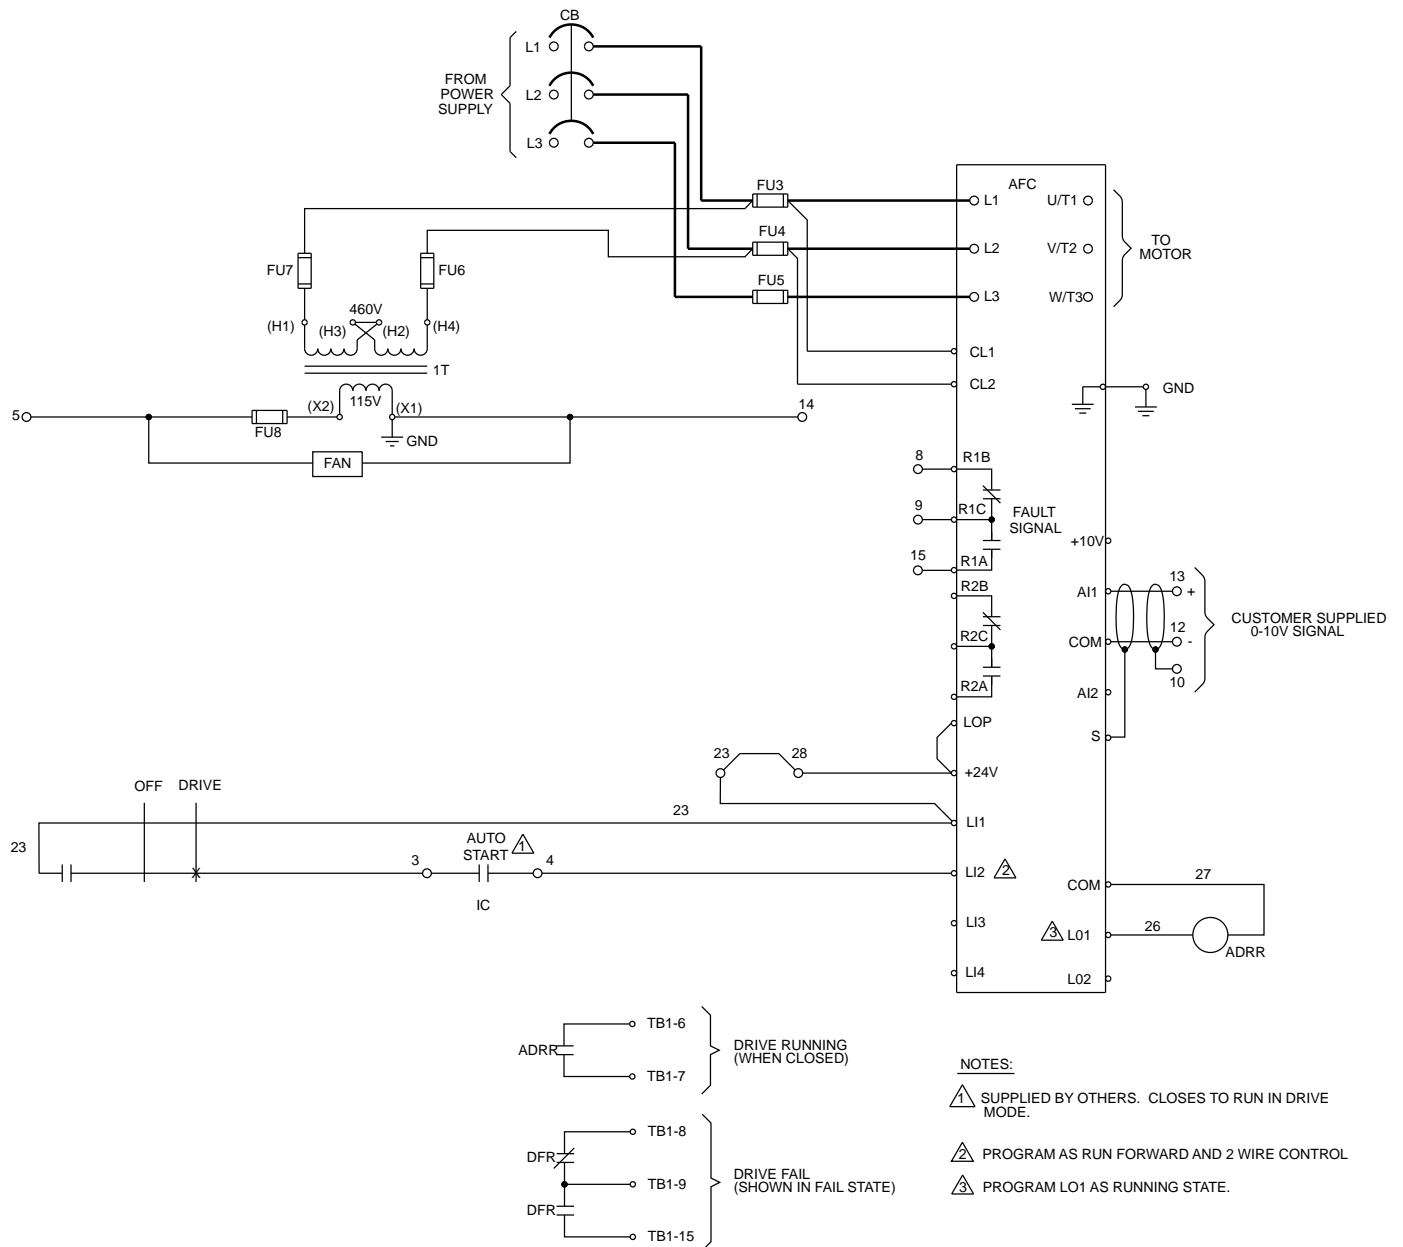 CB
L1
L2
L3
FROM
POWER
SUPPLY
FU3
FU4
FU5
AFC
L1
U/T1
L2
V/T2
L3
W/T3
TO
MOTOR
FU7
FU6
460V
(H1)
(H3)
(H2)
(H4)
1T
CL1
CL2
GND
5
(X2)
115V
(X1)
14
FU8
GND
FAN
8
R1B
9
R1C
FAULT
SIGNAL
15
R1A
+10V
R2B
AI1
13
+
R2C
COM
12
-
CUSTOMER SUPPLIED
0-10V SIGNAL
R2A
AI2
10
LOP
S
23
28
+24V
OFF
DRIVE
23
LI1
23
AUTO
START
1
3
4
IC
LI2
2
COM
27
LI3
3
L01
26
ADRR
LI4
L02
ADRR
TB1-6
TB1-7
DRIVE RUNNING
(WHEN CLOSED)
DFR
DFR
TB1-8
TB1-9
TB1-15
DRIVE FAIL
(SHOWN IN FAIL STATE)
NOTES:
1 SUPPLIED BY OTHERS. CLOSES TO RUN IN DRIVE
MODE.
2 PROGRAM AS RUN FORWARD AND 2 WIRE CONTROL
3 PROGRAM LO1 AS RUNNING STATE.